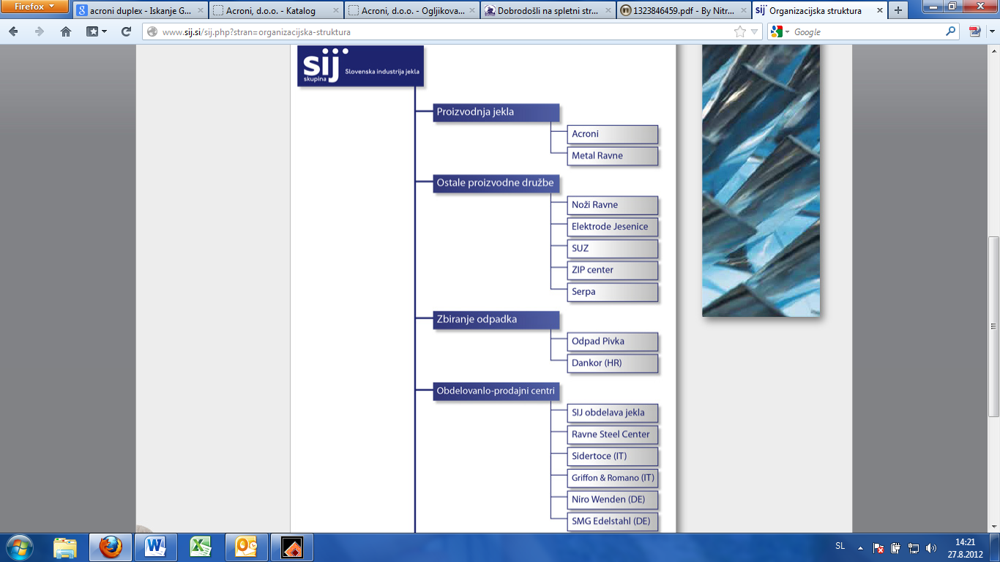 Firefox
acroni duplex - Iskanje G...
Acroni, d.o.o. - Katalog
Acroni, d.o.o. - Ogljikova...
Dobrodošli na spletni str...
1323846459.pdf - By Nitr...
sij Organizacijska struktura
www.sij.si/sij.php?stran=organizacijska-struktura
Google
sij
skupina
Slovenska industrija jekla
Proizvodnja jekla
Acroni
Metal Ravne
Ostale proizvodne družbe
Noži Ravne
Elektrode Jesenice
SUZ
ZIP center
Serpa
Zbiranje odpadka
Odpad Pivka
Dankor (HR)
Obdelovanlo-prodajni centri
SIJ obdelava jekla
Ravne Steel Center
Sidertoce (IT)
Griffon & Romano (IT)
Niro Wenden (DE)
SMG Edelstahl (DE)
SL
14:21
27.8.2012